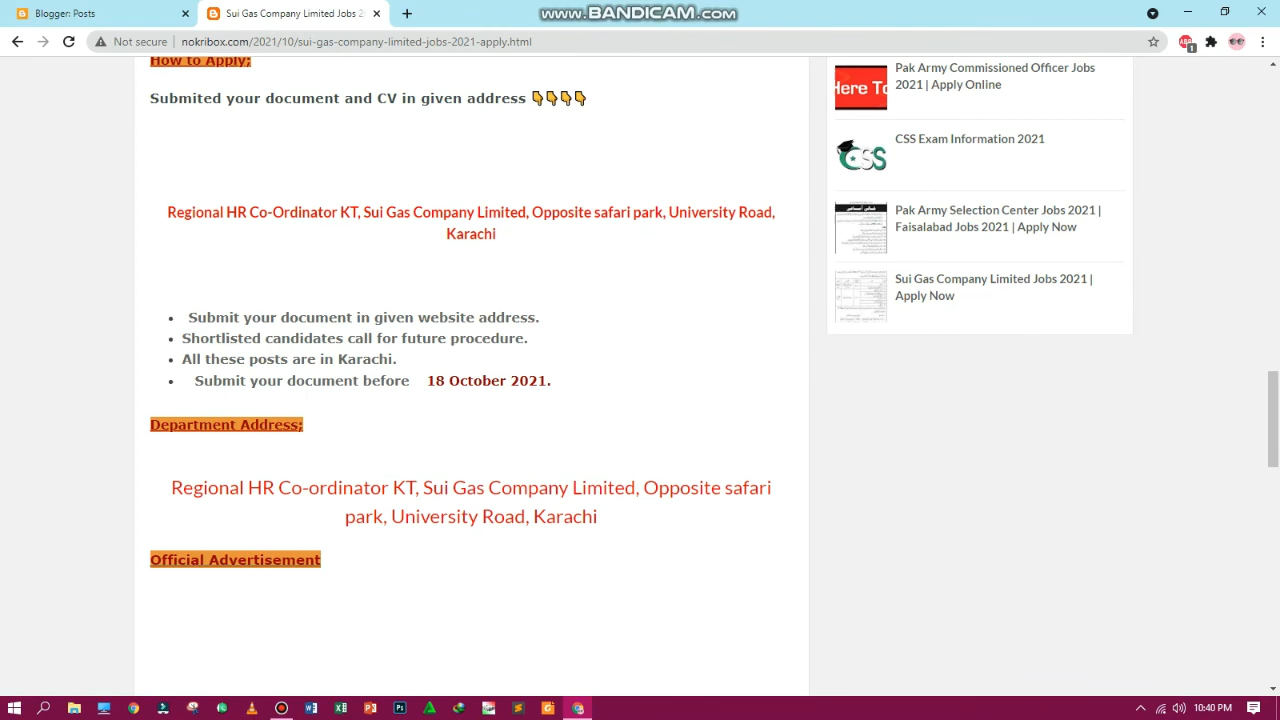 Blogger: Posts
Sui Gas Company Limited Jobs 2
www.BANDICAM.com
Not secure
nokribox.com/2021/10/sui-gas-company-limited-jobs-2021-apply.html
ABP
1
How to Apply;
Submited your document and CV in given address 👇👇👇👇
Regional HR Co-Ordinator KT, Sui Gas Company Limited, Opposite safari park, University Road,
Karachi
Submit your document in given website address.
Shortlisted candidates call for future procedure.
All these posts are in Karachi.
Submit your document before 18 October 2021.
Department Address;
Regional HR Co-ordinator KT, Sui Gas Company Limited, Opposite safari
park, University Road, Karachi
Official Advertisement
Here To
Pak Army Commissioned Officer Jobs
2021 | Apply Online
CSS
CSS Exam Information 2021
Pak Army Selection Center Jobs 2021 |
Faisalabad Jobs 2021 | Apply Now
Sui Gas Company Limited Jobs 2021 |
Apply Now
10:40 PM